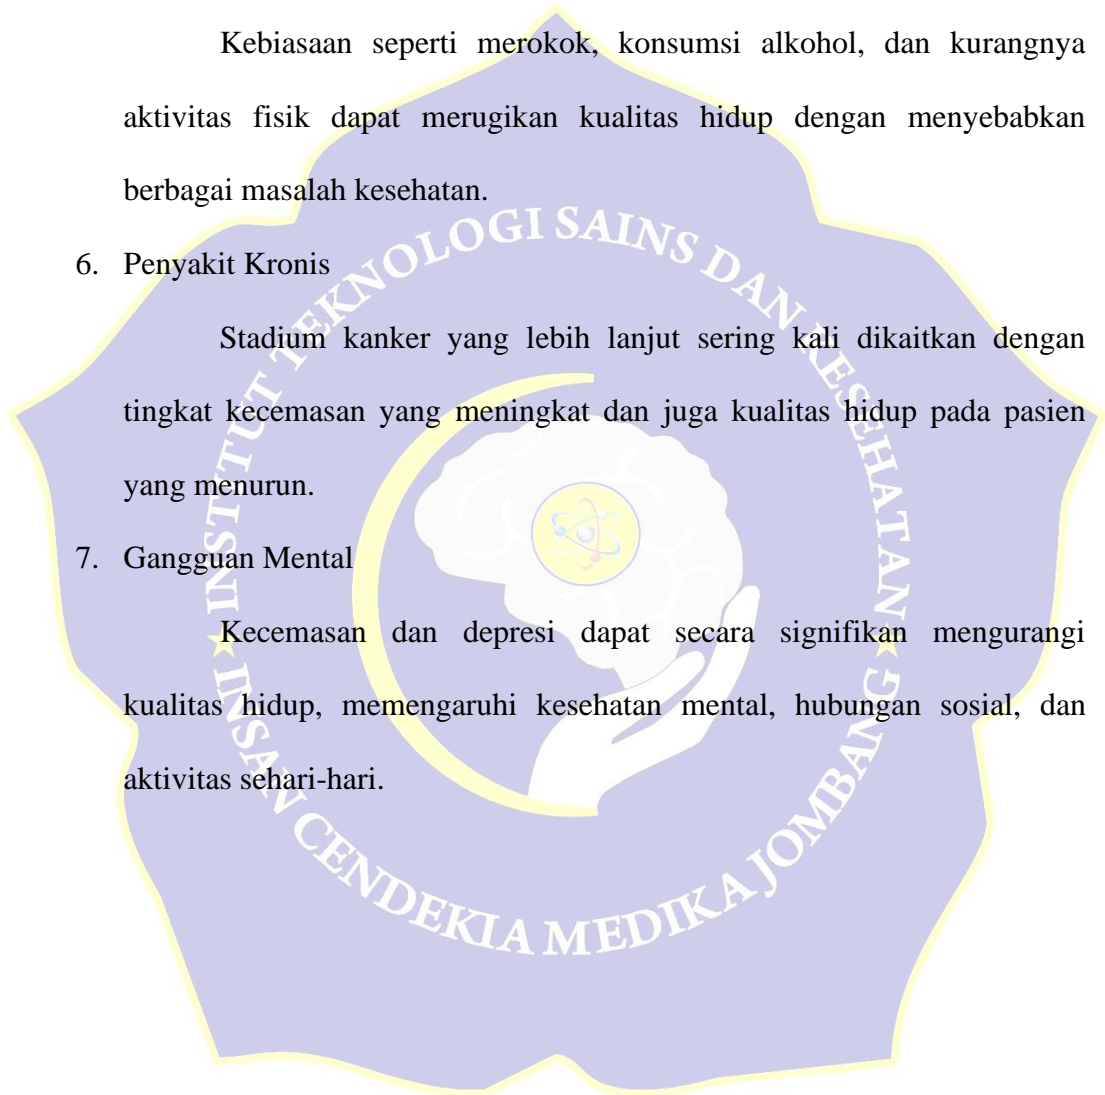 Kebiasaan seperti merokok, konsumsi alkohol, dan kurangnya
aktivitas fisik dapat merugikan kualitas hidup dengan menyebabkan
berbagai masalah kesehatan.
6. Penyakit Kronis
Stadium kanker yang lebih lanjut sering kali dikaitkan dengan
tingkat kecemasan yang meningkat dan juga kualitas hidup pada pasien
yang menurun.
7. Gangguan Mental
Kecemasan dan depresi dapat secara signifikan mengurangi
kualitas hidup, memengaruhi kesehatan mental, hubungan sosial, dan
aktivitas sehari-hari.
INSTITUT TEKNOLOGI SAINS DAN KESEHATAN
INSAN CENDEKIA MEDIKA JOMBANG